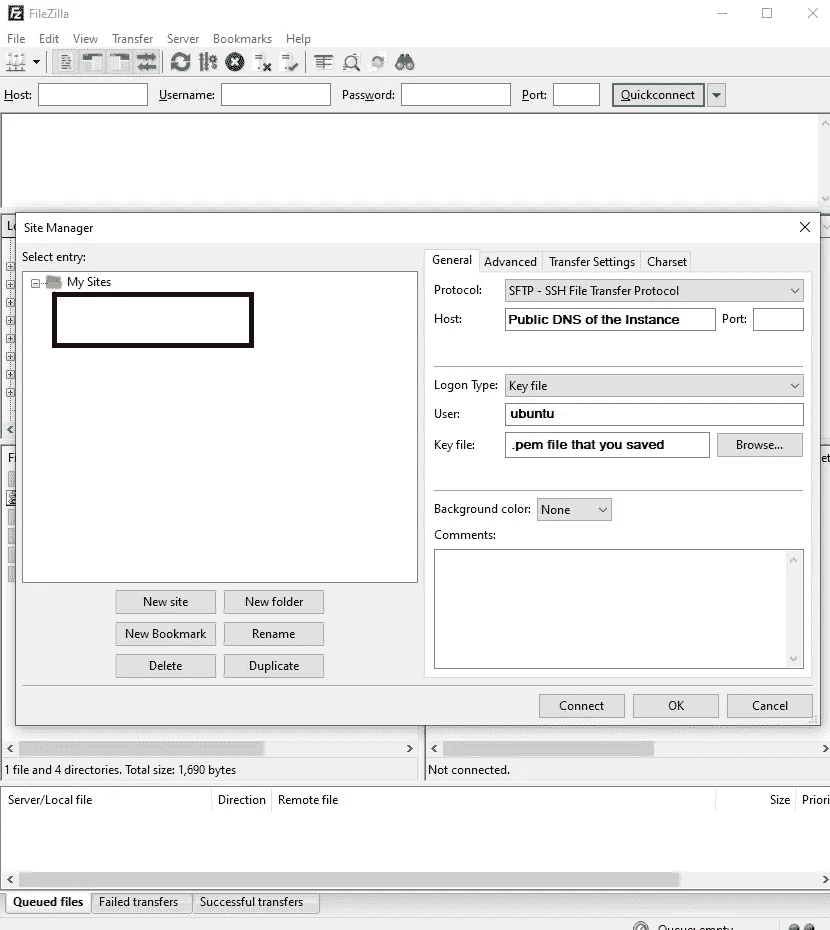 FileZilla
File Edit View Transfer Server Bookmarks Help
Host: Username: Password: Port: Quickconnect
Site Manager
Select entry:
My Sites
New site New folder
New Bookmark Rename
Delete Duplicate
General Advanced Transfer Settings Charset
Protocol: SFTP - SSH File Transfer Protocol
Host: Public DNS of the Instance Port:
Logon Type: Key file
User: ubuntu
Key file: .pem file that you saved Browse...
Background color: None
Comments:
Connect OK Cancel
1 file and 4 directories. Total size: 1,690 bytes
Not connected.
Server/Local file Direction Remote file Size Priori
Queued files Failed transfers Successful transfers
Queue: empty